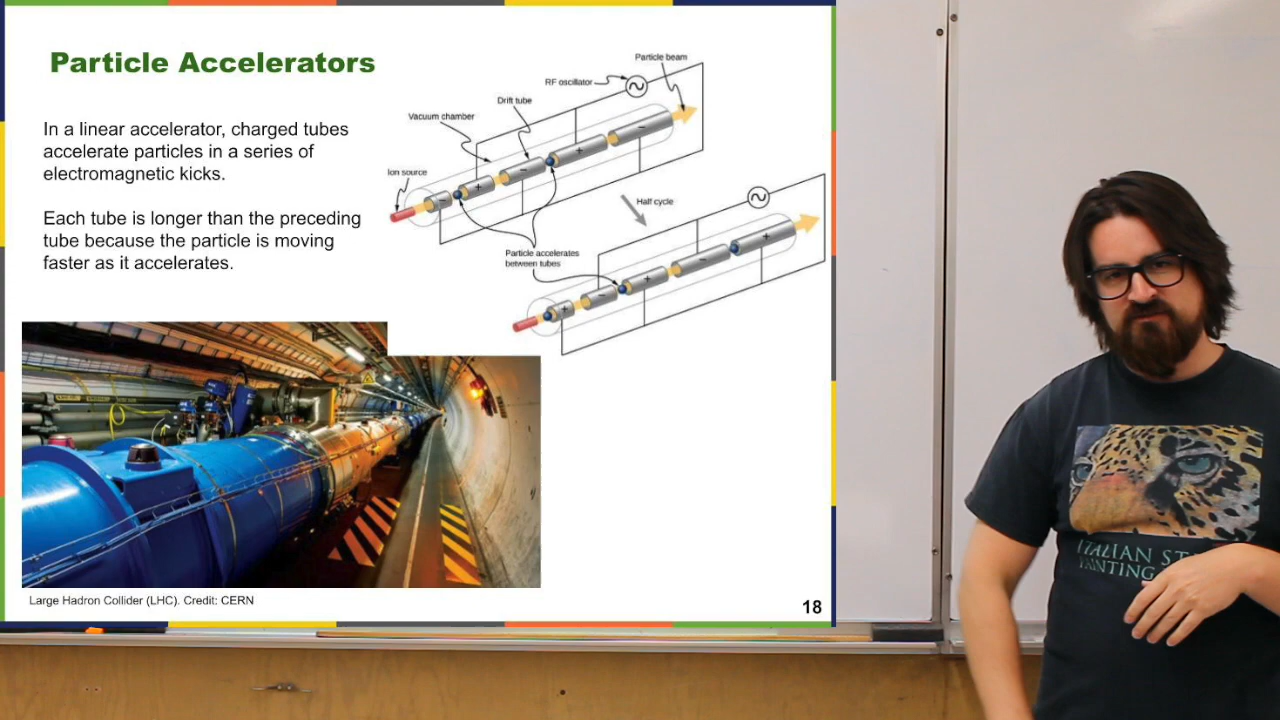 Particle Accelerators
In a linear accelerator, charged tubes
accelerate particles in a series of
electromagnetic kicks.
Each tube is longer than the preceding
tube because the particle is moving
faster as it accelerates.
Particle beam
RF oscillator
Drift tube
Vacuum chamber
Ion source
Half cycle
Particle accelerates
between tubes
Large Hadron Collider (LHC). Credit: CERN
18
ITALIAN
PAINTING